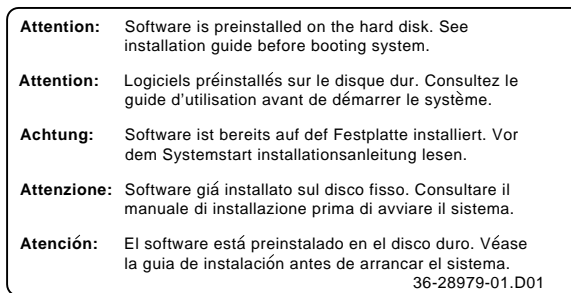 Attention: Software is preinstalled on the hard disk. See
installation guide before booting system.
Attention: Logiciels préinstallés sur le disque dur. Consultez le
guide d'utilisation avant de démarrer le système.
Achtung: Software ist bereits auf def Festplatte installiert. Vor
dem Systemstart installationsanleitung lesen.
Attenzione: Software giá installato sul disco fisso. Consultare il
manuale di installazione prima di avviare il sistema.
Atención: El software está preinstalado en el disco duro. Véase
la guia de instalación antes de arrancar el sistema.
36-28979-01.D01